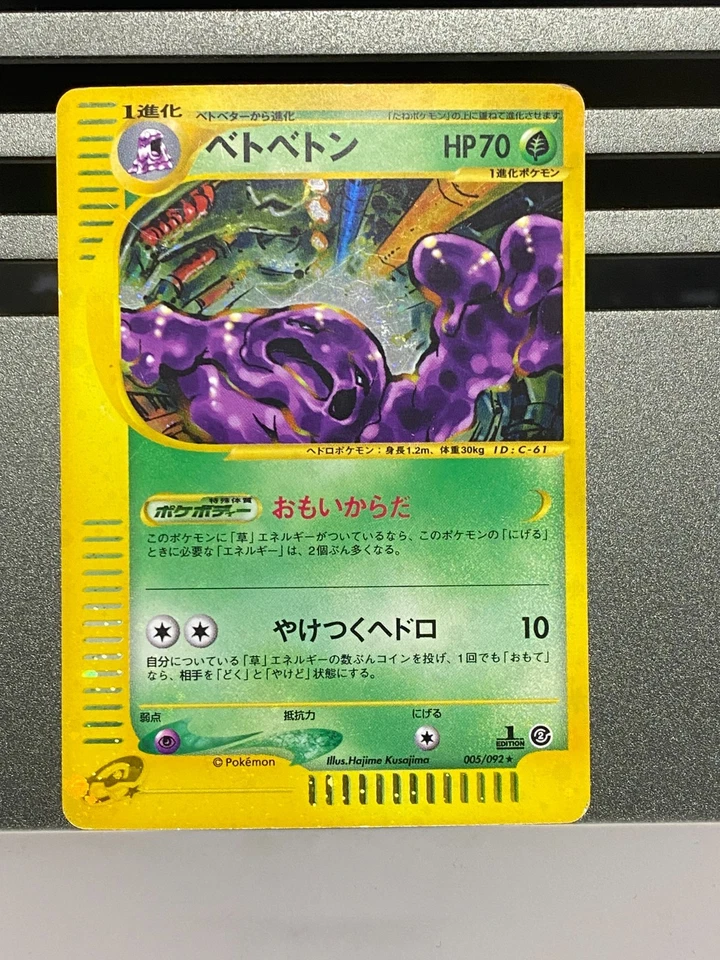 1進化
ベトベターから進化
「たねポケモン」の上に重ねて進化させます
ベトベトン
HP70
1進化ポケモン
ヘドロポケモン:身長1.2m、体重30kg ID:C-61
特殊体質
ポケボディー
おもいからだ
このポケモンに「草」エネルギーがついているなら、このポケモンの「にげる」
ときに必要な「エネルギー」は、2個ぶん多くなる。
やけつくヘドロ 10
自分についている「草」エネルギーの数ぶんコインを投げ、1回でも「おもて」
なら、相手を「どく」と「やけど」状態にする。
弱点 抵抗力 にげる
1 EDITION
2
©Pokémon Illus.Hajime Kusajima 005/092★